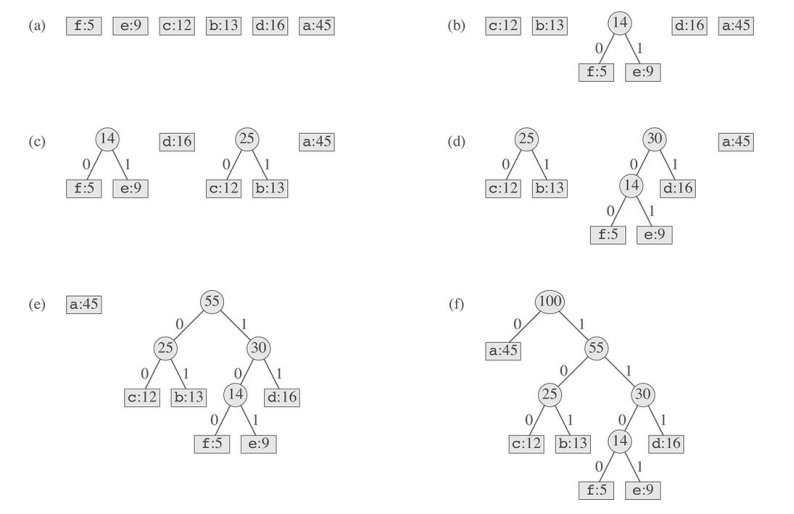 (a) f:5 e:9 c:12 b:13 d:16 a:45
(b) c:12 b:13 14 d:16 a:45
0 1
f:5 e:9
(c) 14 d:16 25 a:45
0 1 0 1
f:5 e:9 c:12 b:13
(d) 25 30 a:45
0 1 0 1
c:12 b:13 14 d:16
0 1
f:5 e:9
(e) a:45 55
0 1
25 30
0 1 0 1
c:12 b:13 14 d:16
0 1
f:5 e:9
(f) 100
0 1
a:45 55
0 1
25 30
0 1 0 1
c:12 b:13 14 d:16
0 1
f:5 e:9